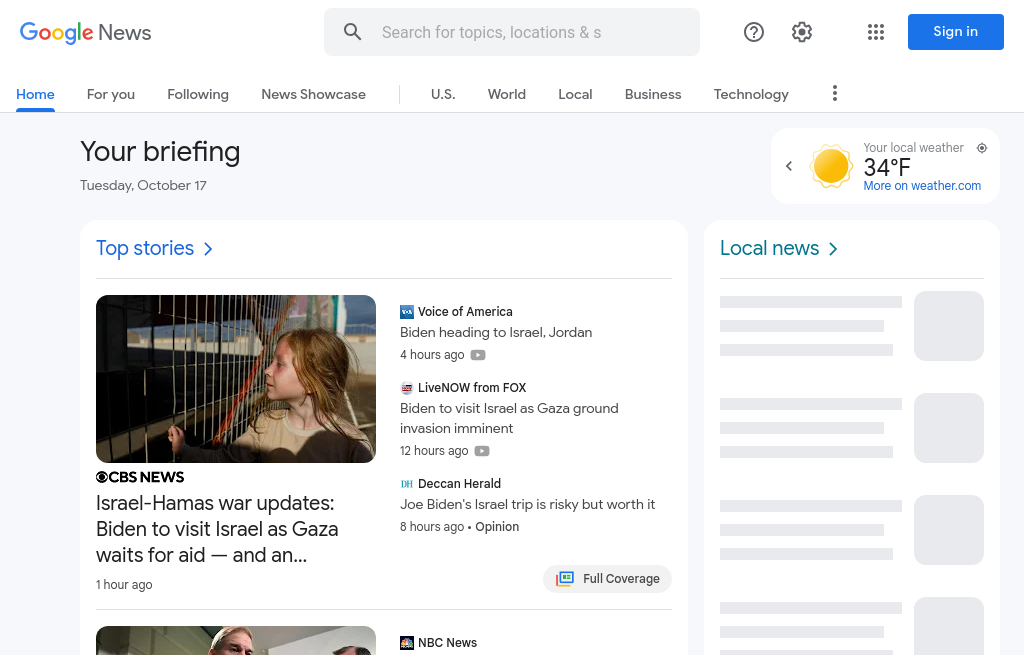 Google News
Search for topics, locations & s
Sign in
Home
For you
Following
News Showcase
U.S.
World
Local
Business
Technology
Your briefing
Tuesday, October 17
Your local weather
34°F
More on weather.com
Top stories
Local news
CBS NEWS
Israel-Hamas war updates:
Biden to visit Israel as Gaza
waits for aid — and an...
1 hour ago
VOA Voice of America
Biden heading to Israel, Jordan
4 hours ago
LiveNOW from FOX
Biden to visit Israel as Gaza ground
invasion imminent
12 hours ago
DH Deccan Herald
Joe Biden's Israel trip is risky but worth it
8 hours ago • Opinion
Full Coverage
NBC News